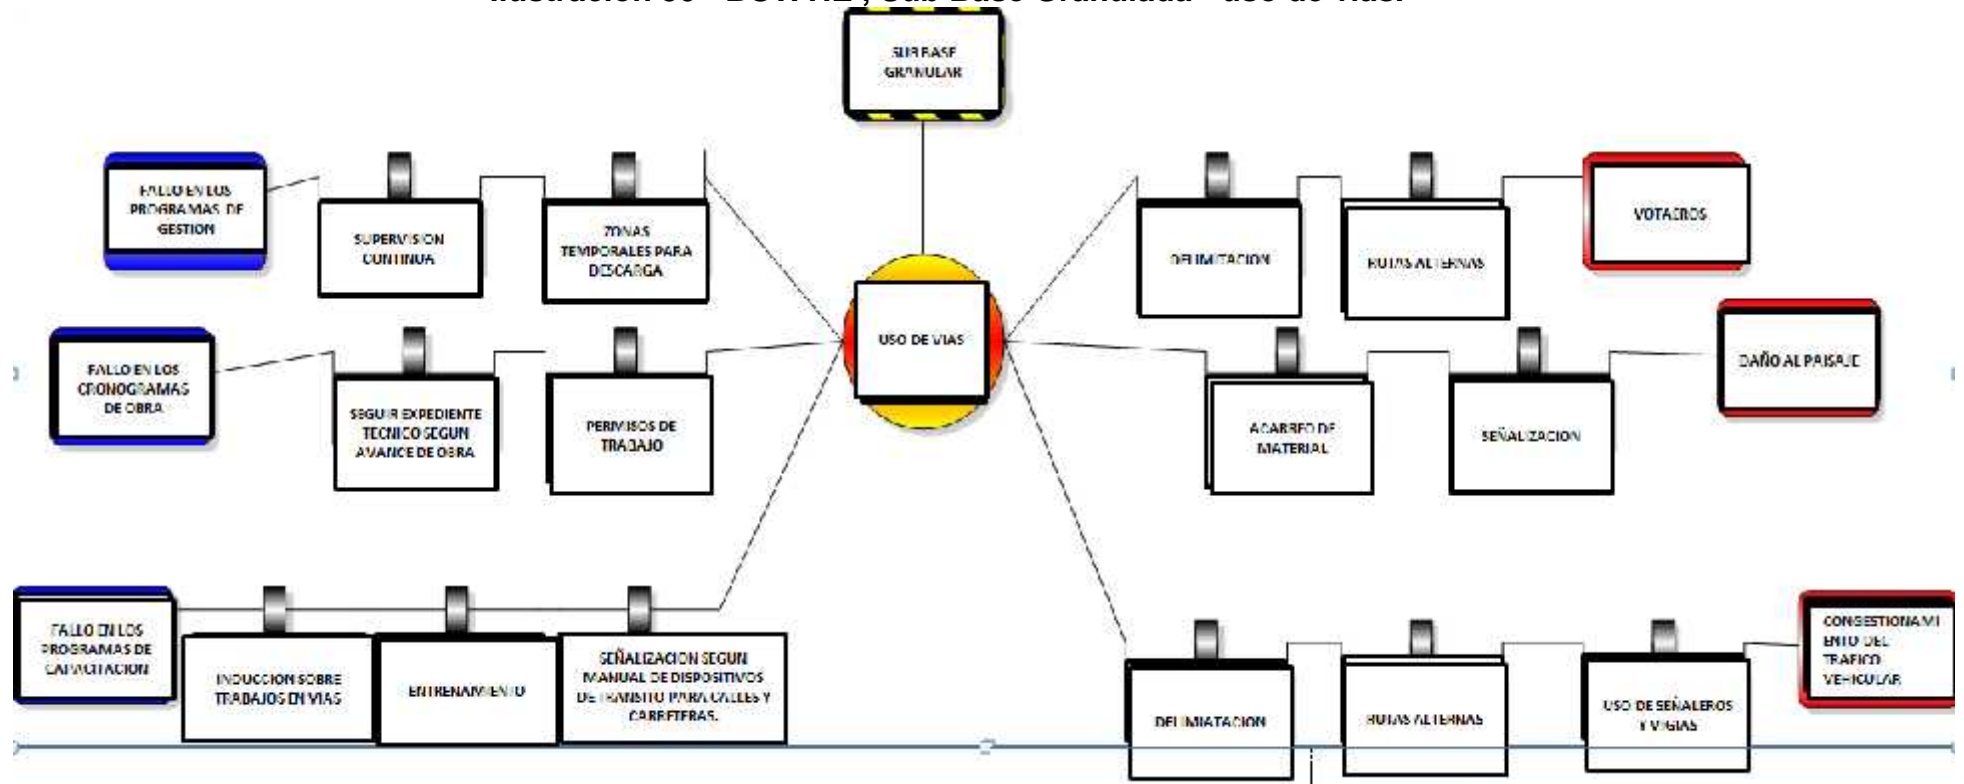 SUB BASE
GRANULAR
FALLO EN LOS
PROGRAMAS DE
GESTION
SUPERVISION
CONTINUA
ZONAS
TEMPORALES PARA
DESCARGA
DELIMITACION
RUTAS ALTERNAS
VOTAEROS
FALLO EN LOS
CRONOGRAMAS
DE OBRA
SEGUIR EXPEDIENTE
TECNICO SEGUN
AVANCE DE OBRA
PERMISOS DE
TRABAJO
USO DE VIAS
ACARREO DE
MATERIAL
SEÑALIZACION
DAÑO AL PAISAJE
FALLO EN LOS
PROGRAMAS DE
CAPACITACION
INDUCCION SOBRE
TRABAJOS EN VIAS
ENTRENAMIENTO
SEÑALIZACION SEGUN
MANUAL DE DISPOSITIVOS
DE TRANSITO PARA CALLES Y
CARRETERAS.
DELIMIATACION
RUTAS ALTERNAS
USO DE SEÑALEROS
Y VIGIAS
CONGESTIONAMI
ENTO DEL
TRAFICO
VEHICULAR